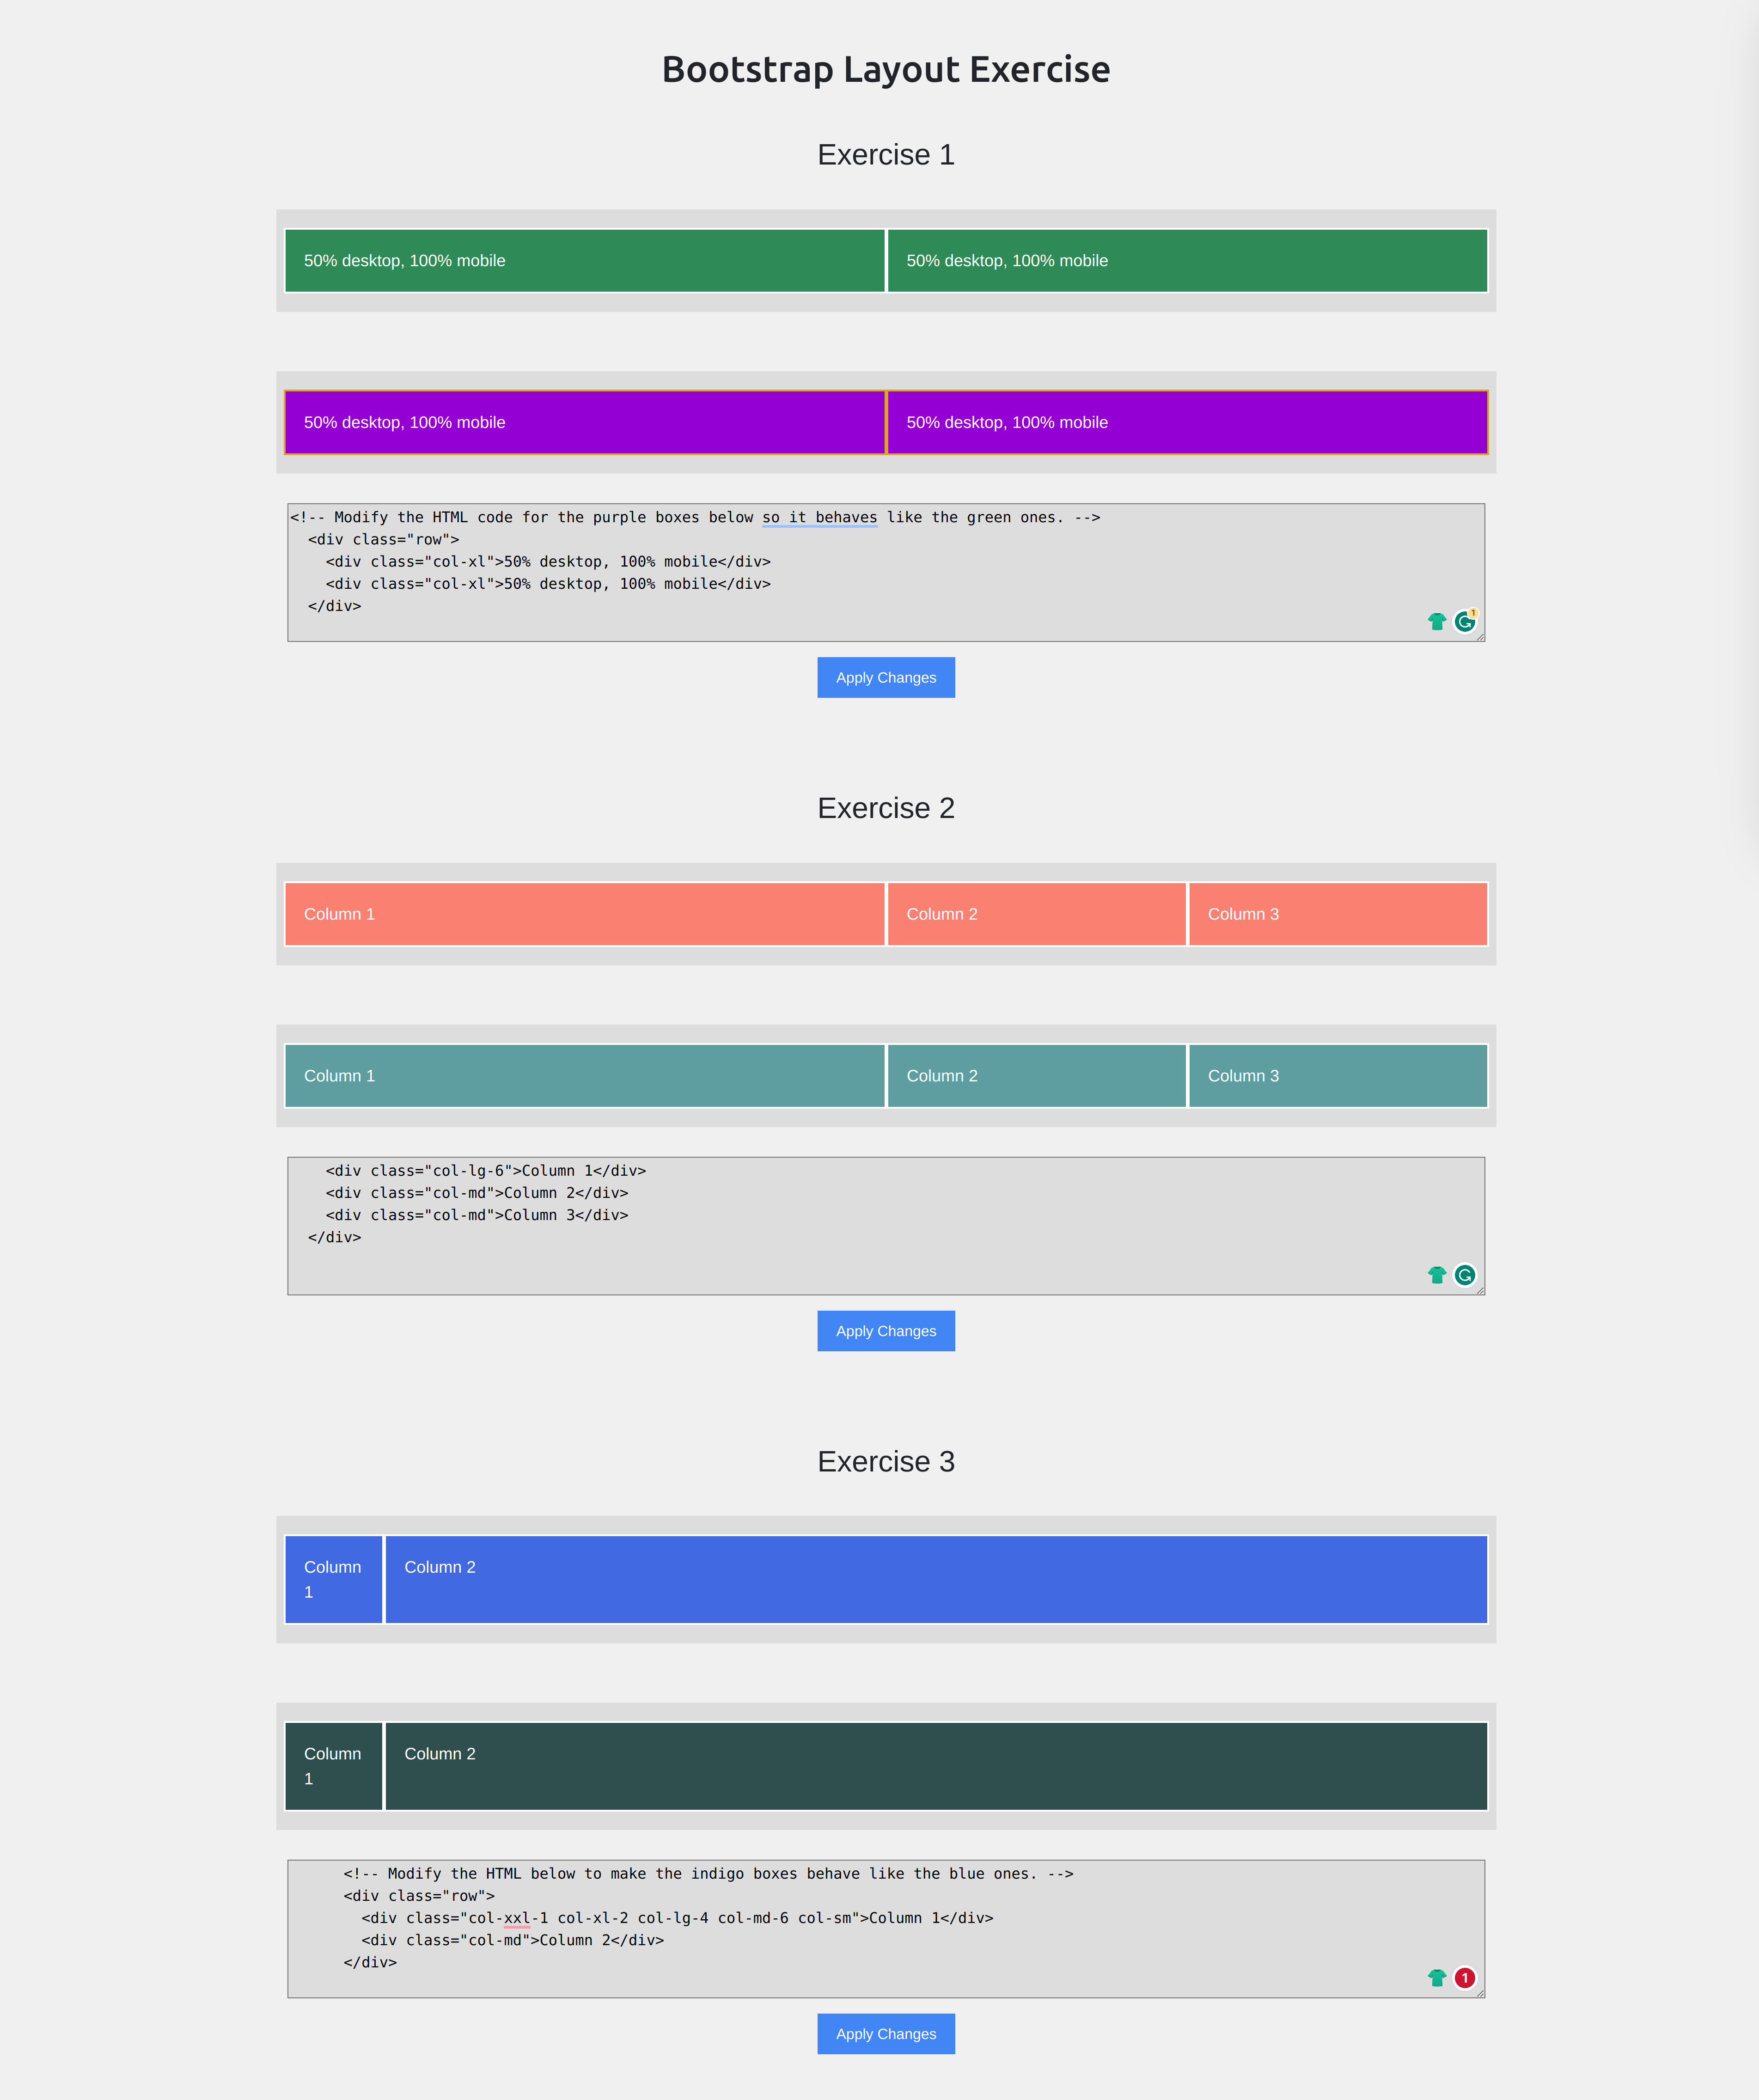 Bootstrap Layout Exercise
Exercise 1
50% desktop, 100% mobile 50% desktop, 100% mobile
50% desktop, 100% mobile 50% desktop, 100% mobile
<!-- Modify the HTML code for the purple boxes below so it behaves like the green ones. -->
<div class="row">
<div class="col-xl">50% desktop, 100% mobile</div>
<div class="col-xl">50% desktop, 100% mobile</div>
</div>
1
Apply Changes
Exercise 2
Column 1 Column 2 Column 3
Column 1 Column 2 Column 3
<div class="col-lg-6">Column 1</div>
<div class="col-md">Column 2</div>
<div class="col-md">Column 3</div>
</div>
Apply Changes
Exercise 3
Column 1 Column 2
Column 1 Column 2
<!-- Modify the HTML below to make the indigo boxes behave like the blue ones. -->
<div class="row">
<div class="col-xxl-1 col-xl-2 col-lg-4 col-md-6 col-sm">Column 1</div>
<div class="col-md">Column 2</div>
</div>
1
Apply Changes